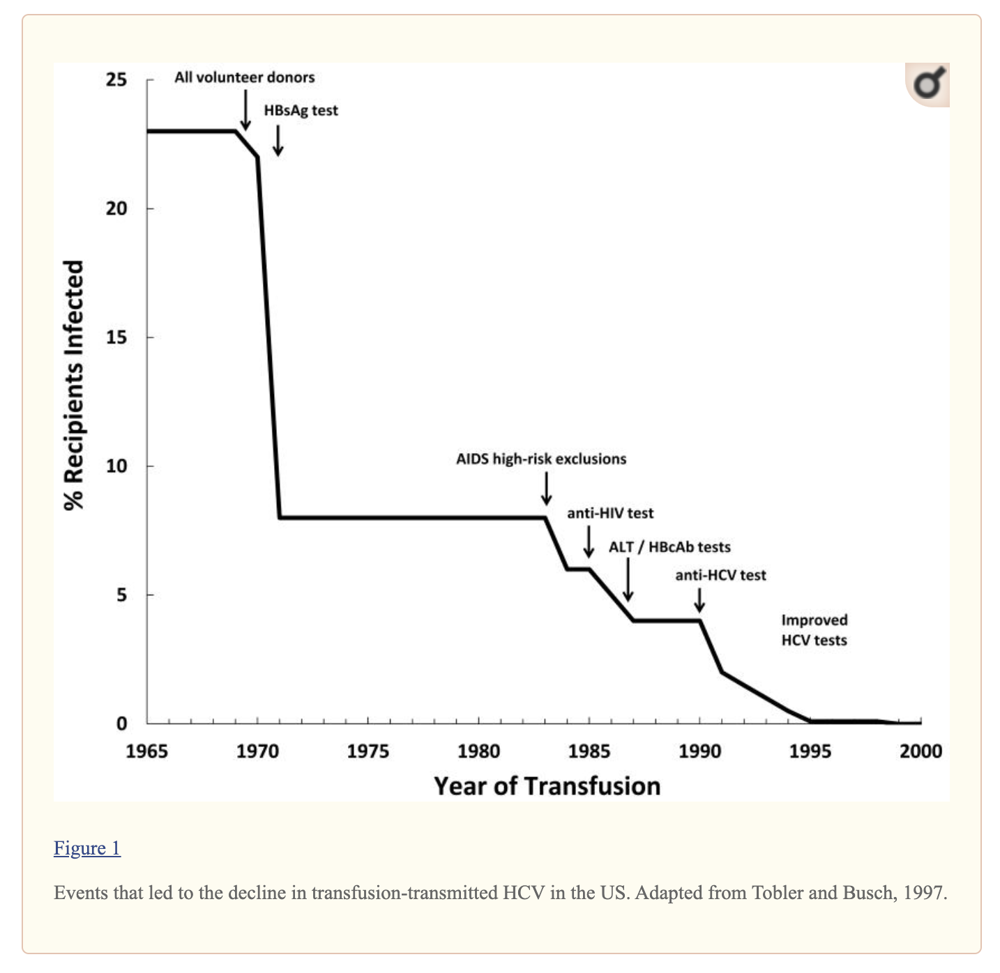 25
All volunteer donors
HBsAg test
20
15
10
5
0
% Recipients Infected
AIDS high-risk exclusions
anti-HIV test
ALT / HBcAb tests
anti-HCV test
Improved
HCV tests
1965 1970 1975 1980 1985 1990 1995 2000
Year of Transfusion
Figure 1
Events that led to the decline in transfusion-transmitted HCV in the US. Adapted from Tobler and Busch, 1997.